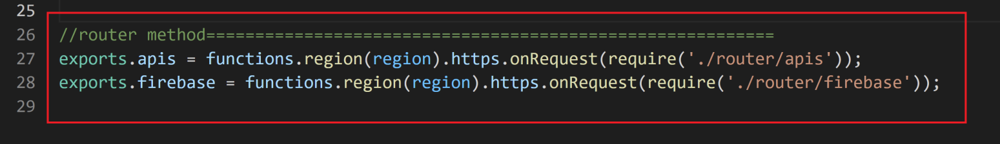 25
26 //router method==========================================================
27 exports.apis = functions.region(region).https.onRequest(require('./router/apis'));
28 exports.firebase = functions.region(region).https.onRequest(require('./router/firebase'));
29